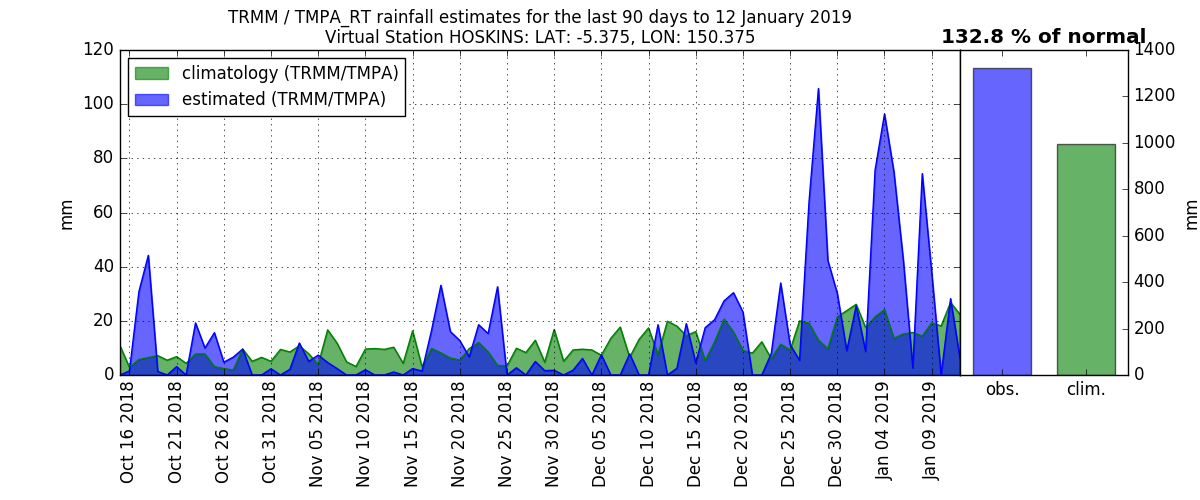 TRMM / TMPA_RT rainfall estimates for the last 90 days to 12 January 2019
Virtual Station HOSKINS: LAT: -5.375, LON: 150.375
132.8 % of normal
climatology (TRMM/TMPA)
estimated (TRMM/TMPA)
mm
120
100
80
60
40
20
0
1400
1200
1000
800
600
400
200
0
mm
Oct 16 2018
Oct 21 2018
Oct 26 2018
Oct 31 2018
Nov 05 2018
Nov 10 2018
Nov 15 2018
Nov 20 2018
Nov 25 2018
Nov 30 2018
Dec 05 2018
Dec 10 2018
Dec 15 2018
Dec 20 2018
Dec 25 2018
Dec 30 2018
Jan 04 2019
Jan 09 2019
obs.
clim.